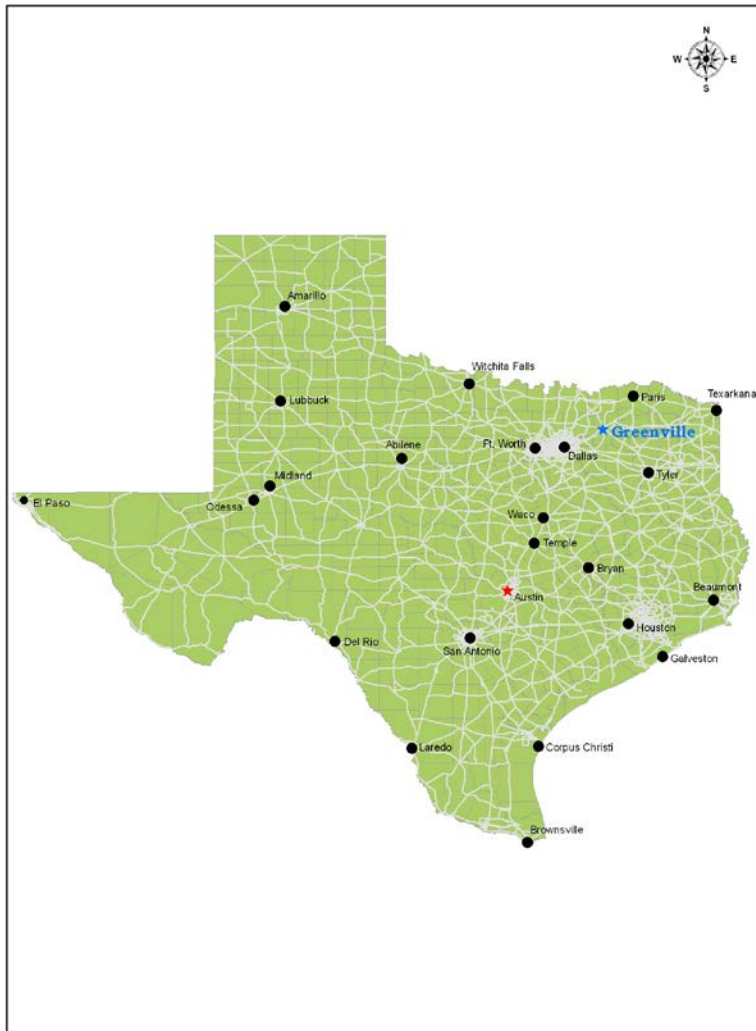 N
W E
S
Amarillo
Witchita Falls
Lubbuck
Paris
Texarkana
Greenville
Abilene
Ft. Worth
Dallas
Midland
Tyler
El Paso
Odessa
Waco
Temple
Bryan
Beaumont
Austin
Houston
Del Rio
San Antonio
Galveston
Laredo
Corpus Christi
Brownsville